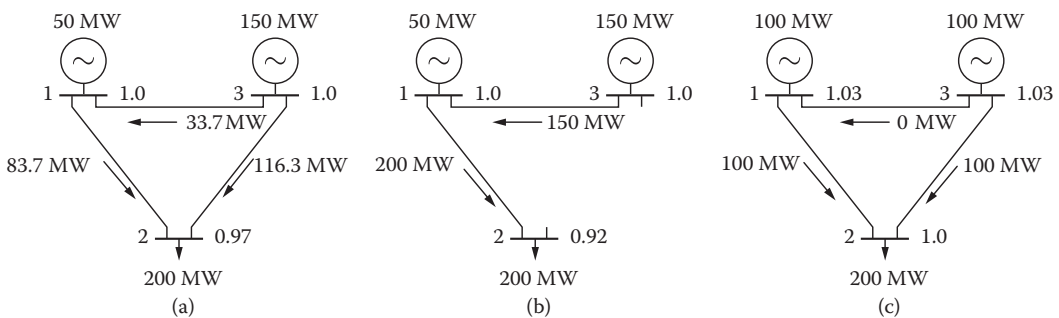 50 MW 150 MW
1 1.0 3 1.0
33.7 MW
83.7 MW 116.3 MW
2 0.97
200 MW
(a)
50 MW 150 MW
1 1.0 3 1.0
150 MW
200 MW
2 0.92
200 MW
(b)
100 MW 100 MW
1 1.03 3 1.03
0 MW
100 MW 100 MW
2 1.0
200 MW
(c)